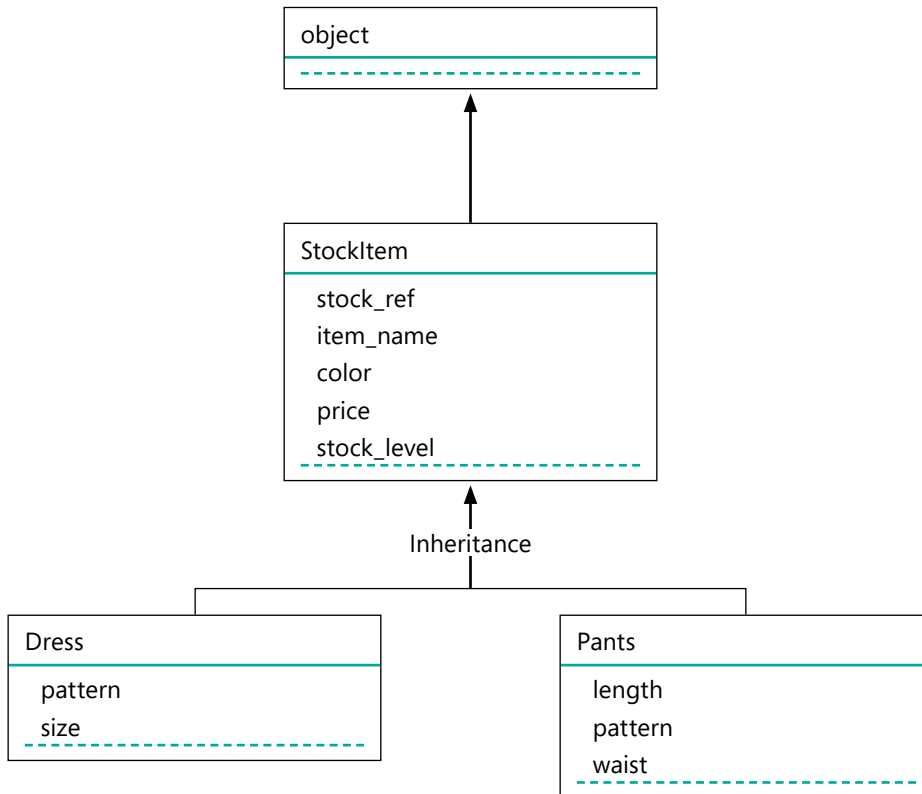 object
StockItem
stock_ref
item_name
color
price
stock_level
Inheritance
Dress
pattern
size
Pants
length
pattern
waist